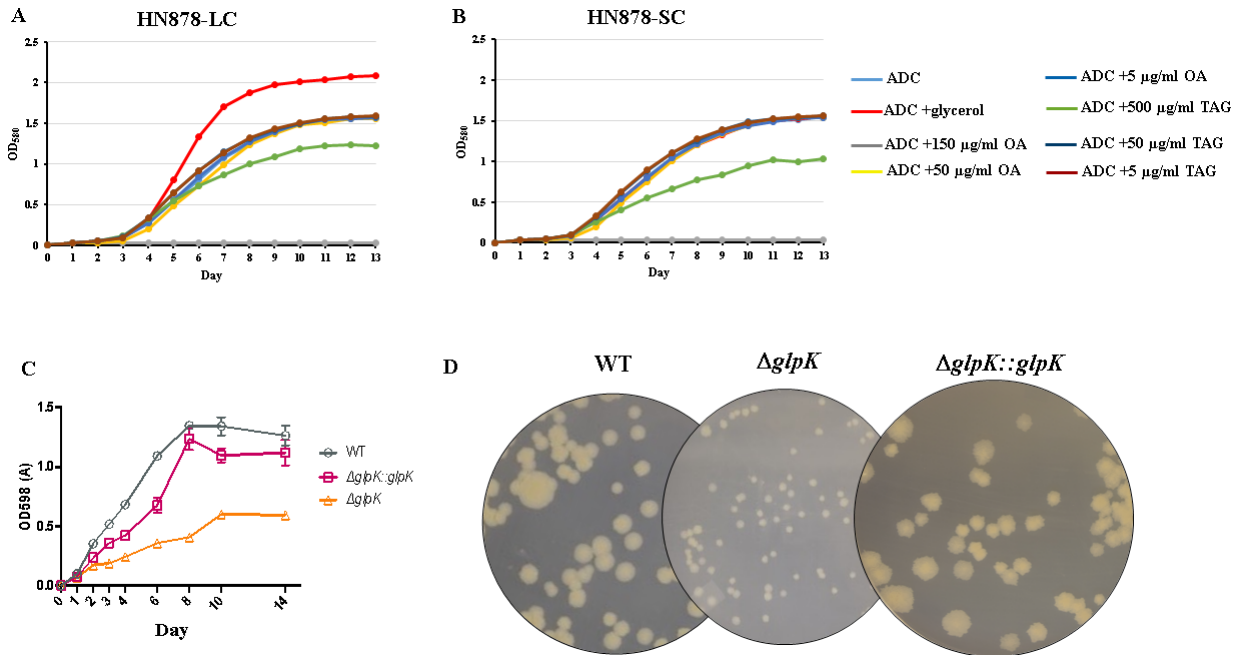 A
HN878-LC
OD580
2.5
2
1.5
1
0.5
0
0 1 2 3 4 5 6 7 8 9 10 11 12 13
Day
B
HN878-SC
2.5
2
1.5
1
0.5
0
0 1 2 3 4 5 6 7 8 9 10 11 12 13
Day
ADC
ADC +glycerol
ADC +150 µg/ml OA
ADC +50 µg/ml OA
ADC +5 µg/ml OA
ADC +500 µg/ml TAG
ADC +50 µg/ml TAG
ADC +5 µg/ml TAG
C
OD598 (A)
1.5
1.0
0.5
0.0
0 1 2 3 4 6 8 10 14
Day
WT
ΔglpK::glpK
ΔglpK
D
WT
ΔglpK
ΔglpK::glpK